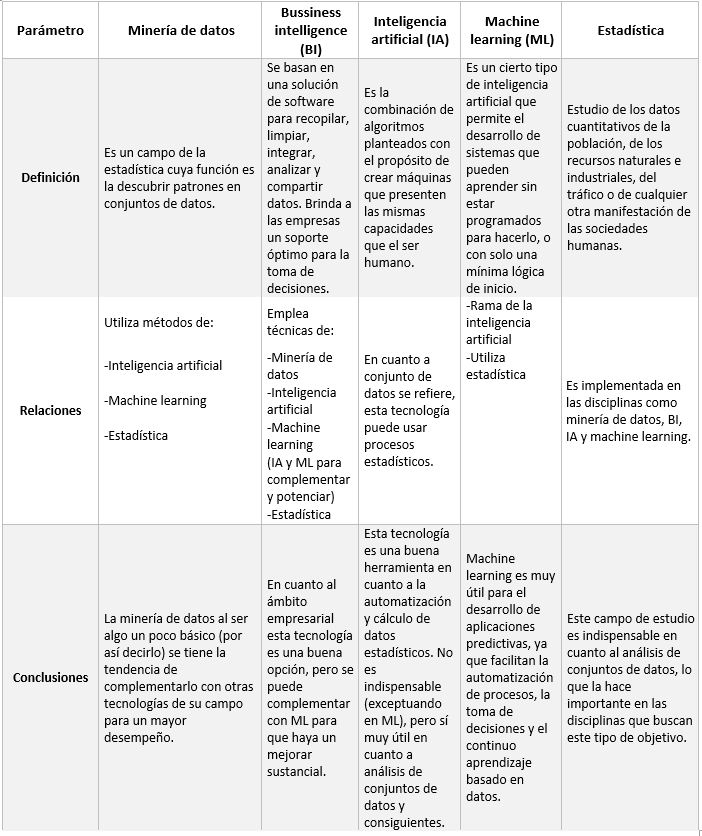 Parámetro
Minería de datos
Bussiness
intelligence
(BI)
Inteligencia
artificial (IA)
Machine
learning (ML)
Estadística
Definición
Es un campo de la
estadística cuya función es
la descubrir patrones en
conjuntos de datos.
Se basan en
una solución
de software
para recopilar,
limpiar,
integrar,
analizar y
compartir
datos. Brinda a
las empresas
un soporte
óptimo para la
toma de
decisiones.
Es la
combinación de
algoritmos
planteados con
el propósito de
crear máquinas
que presenten
las mismas
capacidades
que el ser
humano.
Es un cierto tipo
de inteligencia
artificial que
permite el
desarrollo de
sistemas que
pueden
aprender sin
estar
programados
para hacerlo, o
con solo una
mínima lógica
de inicio.
Estudio de los datos
cuantitativos de la
población, de los
recursos naturales e
industriales, del
tráfico o de cualquier
otra manifestación de
las sociedades
humanas.
Relaciones
Utiliza métodos de:
-Inteligencia artificial
-Machine learning
-Estadística
Emplea
técnicas de:
-Minería de
datos
-Inteligencia
artificial
-Machine
learning
(IA y ML para
complementar
y potenciar)
-Estadística
En cuanto a
conjunto de
datos se refiere,
esta tecnología
puede usar
procesos
estadísticos.
-Rama de la
inteligencia
artificial
-Utiliza
estadística
Es implementada en
las disciplinas como
minería de datos, BI,
IA y machine learning.
Conclusiones
La minería de datos al ser
algo un poco básico (por
así decirlo) se tiene la
tendencia de
complementarlo con otras
tecnologías de su campo
para un mayor
desempeño.
En cuanto al
ámbito
empresarial
esta tecnología
es una buena
opción, pero se
puede
complementar
con ML para
que haya un
mejorar
sustancial.
Esta tecnología
es una buena
herramienta en
cuanto a la
automatización
y cálculo de
datos
estadísticos. No
es
indispensable
(exceptuando
en ML), pero sí
muy útil en
cuanto a
análisis de
conjuntos de
datos y
consiguientes.
Machine
learning es muy
útil para el
desarrollo de
aplicaciones
predictivas, ya
que facilitan la
automatización
de procesos, la
toma de
decisiones y el
continuo
aprendizaje
basado en
datos.
Este campo de estudio
es indispensable en
cuanto al análisis de
conjuntos de datos, lo
que la hace
importante en las
disciplinas que buscan
este tipo de objetivo.